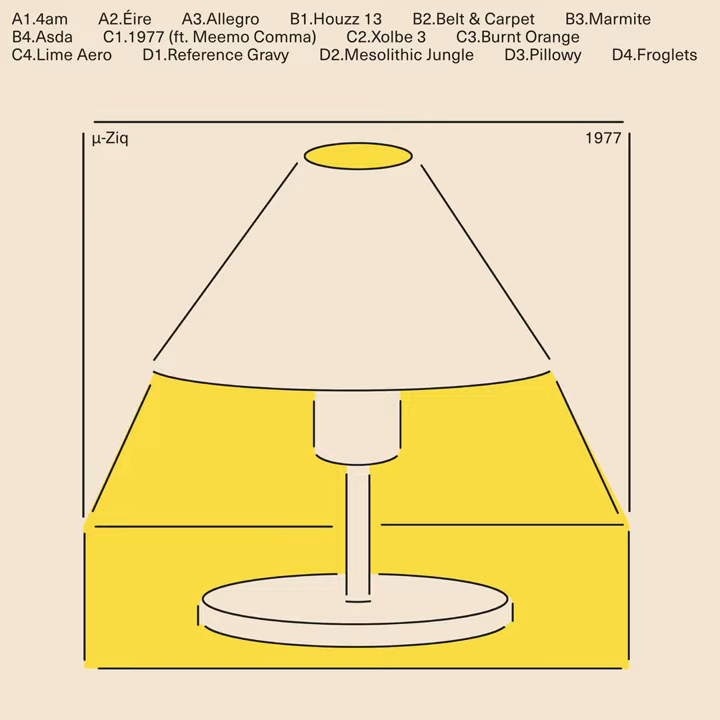 A1.4am A2.Éire A3.Allegro B1.Houzz 13 B2.Belt & Carpet B3.Marmite
B4.Asda C1.1977 (ft. Meemo Comma) C2.Xolbe 3 C3.Burnt Orange
C4.Lime Aero D1.Reference Gravy D2.Mesolithic Jungle D3.Pillowy D4.Froglets
µ-Ziq 1977